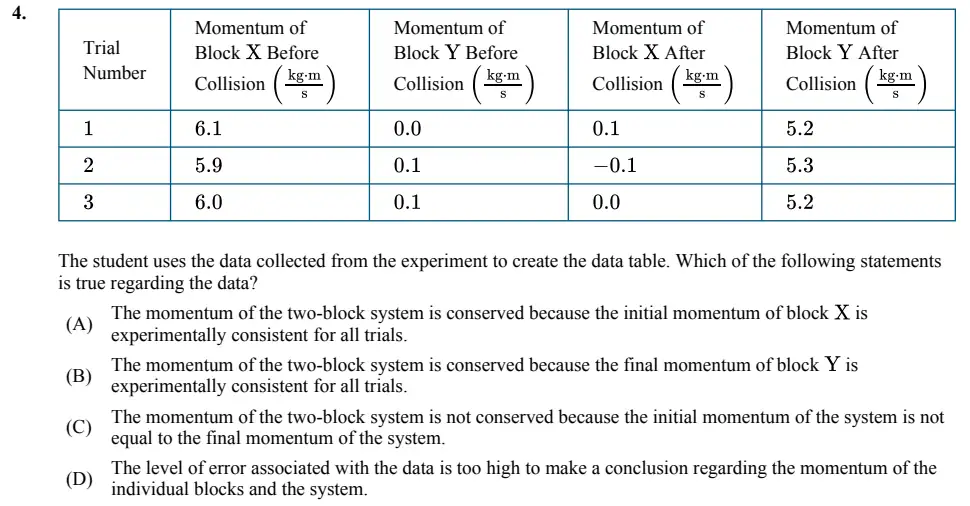 4.
Trial Number | Momentum of Block X Before Collision (kg·m/s) | Momentum of Block Y Before Collision (kg·m/s) | Momentum of Block X After Collision (kg·m/s) | Momentum of Block Y After Collision (kg·m/s)
1 | 6.1 | 0.0 | 0.1 | 5.2
2 | 5.9 | 0.1 | −0.1 | 5.3
3 | 6.0 | 0.1 | 0.0 | 5.2
The student uses the data collected from the experiment to create the data table. Which of the following statements
is true regarding the data?
(A) The momentum of the two-block system is conserved because the initial momentum of block X is
experimentally consistent for all trials.
(B) The momentum of the two-block system is conserved because the final momentum of block Y is
experimentally consistent for all trials.
(C) The momentum of the two-block system is not conserved because the initial momentum of the system is not
equal to the final momentum of the system.
(D) The level of error associated with the data is too high to make a conclusion regarding the momentum of the
individual blocks and the system.